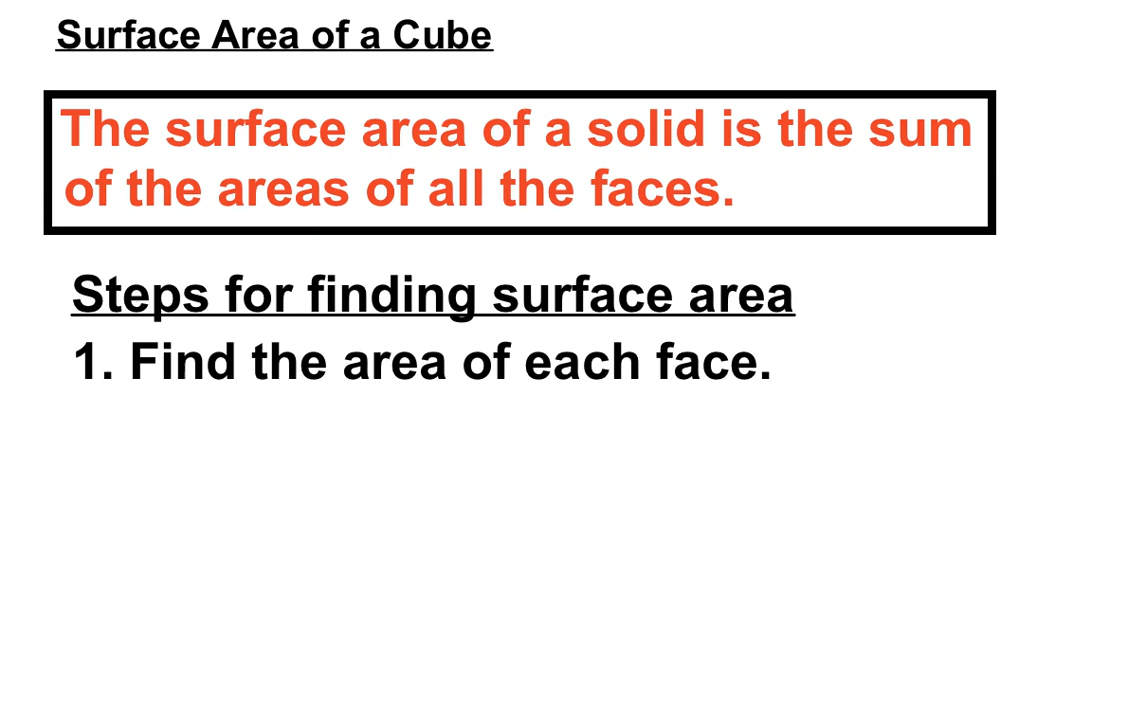 Surface Area of a Cube
The surface area of a solid is the sum
of the areas of all the faces.
Steps for finding surface area
1. Find the area of each face.